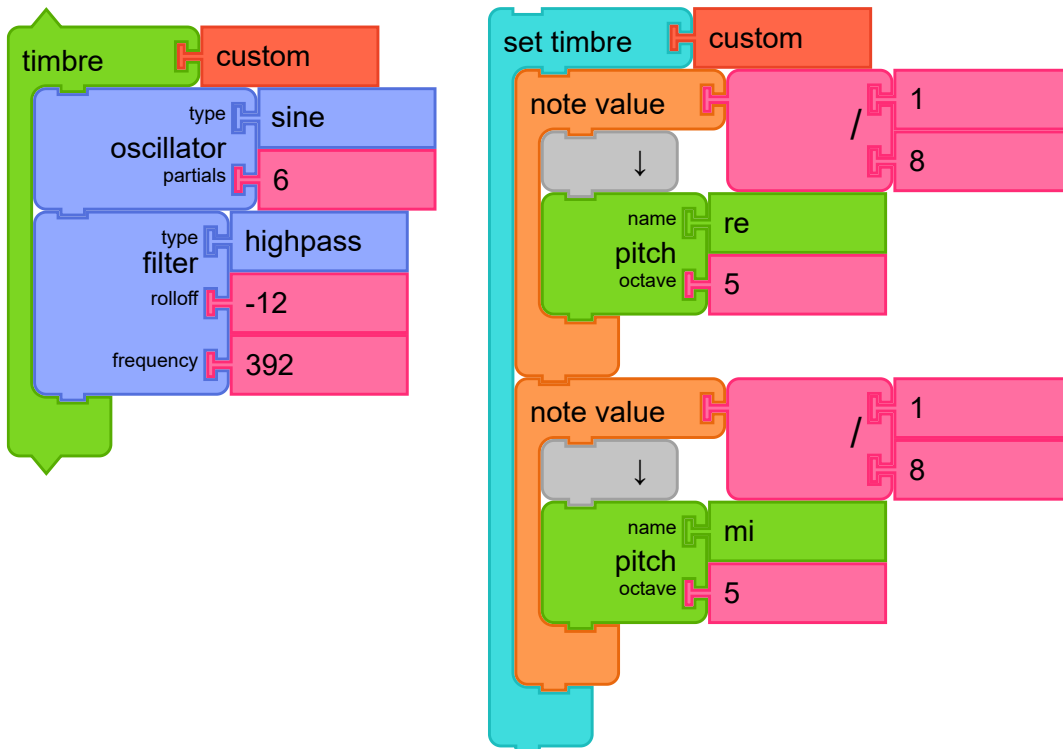 timbre custom
type sine
oscillator
partials 6
type highpass
filter
rolloff -12
frequency 392
set timbre custom
note value / 1
8
↓
name re
pitch
octave 5
note value / 1
8
↓
name mi
pitch
octave 5